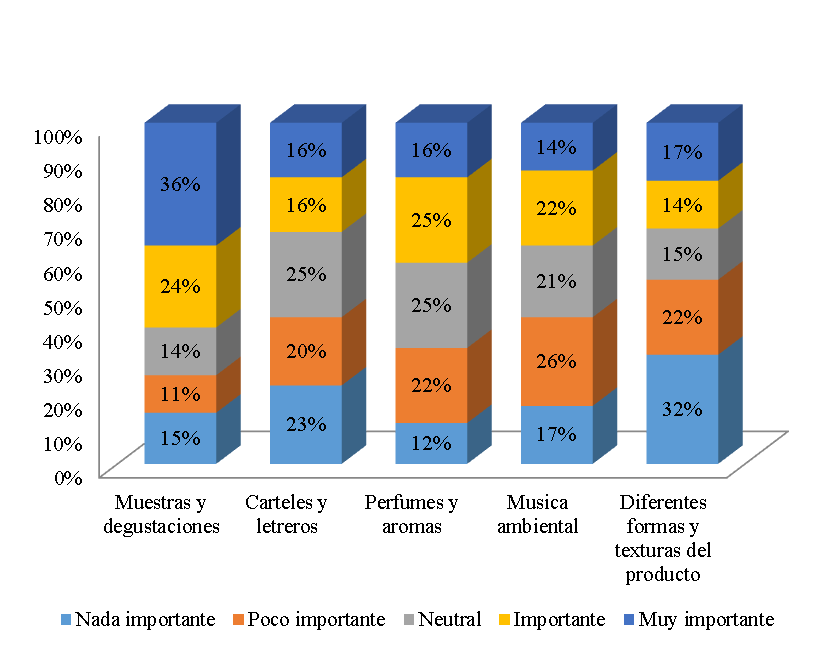 100%
90%
80%
70%
60%
50%
40%
30%
20%
10%
0%
36% 16% 16% 14% 17%
24% 16% 25% 22% 14%
14% 25% 25% 21% 15%
11% 20% 22% 26% 22%
15% 23% 12% 17% 32%
Muestras y
degustaciones
Carteles y
letreros
Perfumes y
aromas
Musica
ambiental
Diferentes
formas y
texturas del
producto
Nada importante Poco importante Neutral Importante Muy importante